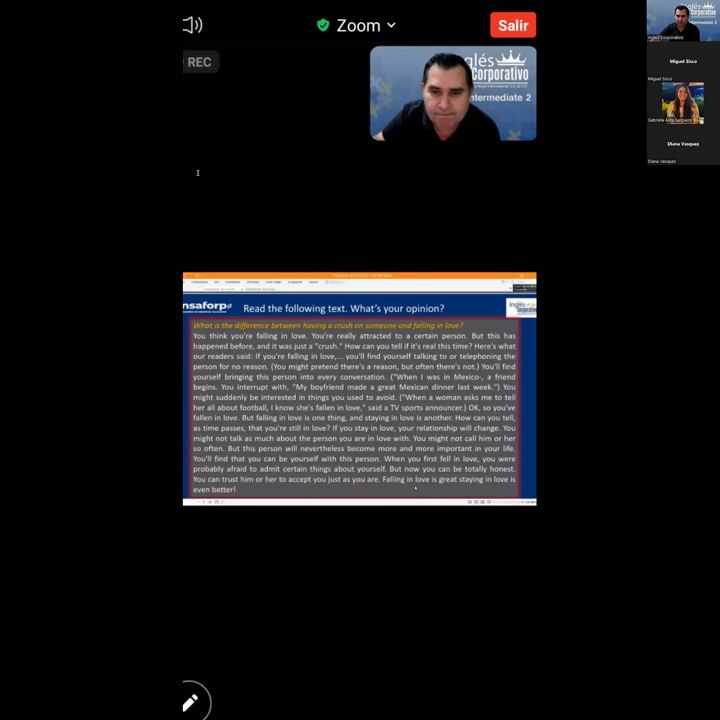 Zoom
Salir
REC
Inglés
Corporativo
Intermediate 2
Inglés Corporativo
Miguel Sisco
Miguel Sisco
Gabriela Aida Salguero
Diana Vasquez
Diana Vasquez
nsaforp
Read the following text. What's your opinion?
Inglés
Corporativo
What is the difference between having a crush on someone and falling in love?
You think you're falling in love. You're really attracted to a certain person. But this has
happened before, and it was just a "crush." How can you tell if it's real this time? Here's what
our readers said: If you're falling in love,... you'll find yourself talking to or telephoning the
person for no reason. (You might pretend there's a reason, but often there's not.) You'll find
yourself bringing this person into every conversation. ("When I was in Mexico-, a friend
begins. You interrupt with, "My boyfriend made a great Mexican dinner last week.") You
might suddenly be interested in things you used to avoid. ("When a woman asks me to tell
her all about football, I know she's fallen in love," said a TV sports announcer.) OK, so you've
fallen in love. But falling in love is one thing, and staying in love is another. How can you tell,
as time passes, that you're still in love? If you stay in love, your relationship will change. You
might not talk as much about the person you are in love with. You might not call him or her
so often. But this person will nevertheless become more and more important in your life.
You'll find that you can be yourself with this person. When you first fell in love, you were
probably afraid to admit certain things about yourself. But now you can be totally honest.
You can trust him or her to accept you just as you are. Falling in love is great staying in love is
even better!